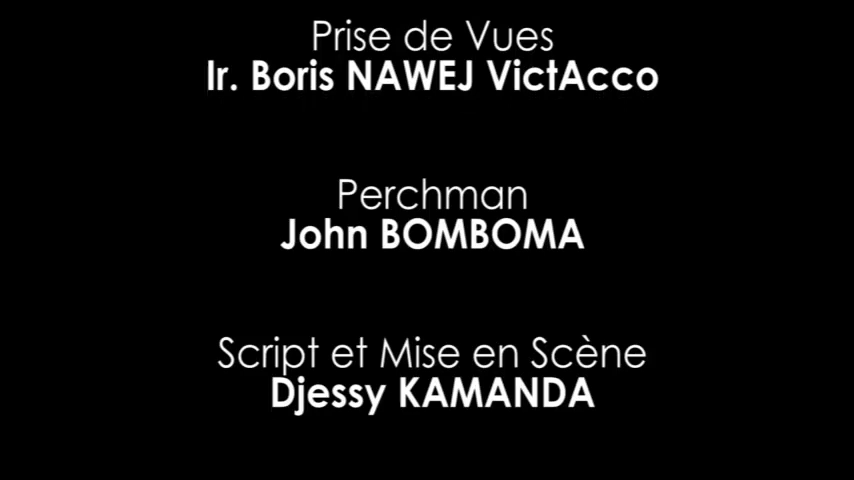 Prise de Vues
Ir. Boris NAWEJ VictAcco
Perchman
John BOMBOMA
Script et Mise en Scène
Djessy KAMANDA